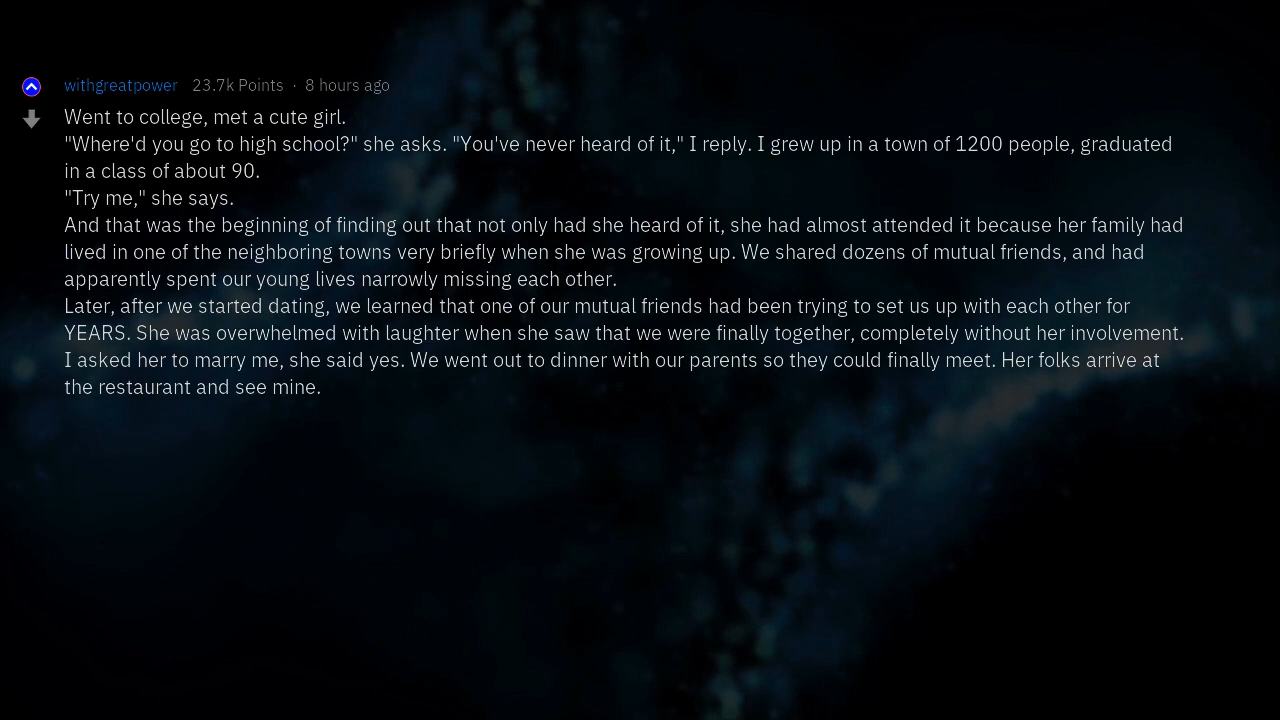 withgreatpower 23.7k Points · 8 hours ago
Went to college, met a cute girl.
"Where'd you go to high school?" she asks. "You've never heard of it," I reply. I grew up in a town of 1200 people, graduated
in a class of about 90.
"Try me," she says.
And that was the beginning of finding out that not only had she heard of it, she had almost attended it because her family had
lived in one of the neighboring towns very briefly when she was growing up. We shared dozens of mutual friends, and had
apparently spent our young lives narrowly missing each other.
Later, after we started dating, we learned that one of our mutual friends had been trying to set us up with each other for
YEARS. She was overwhelmed with laughter when she saw that we were finally together, completely without her involvement.
I asked her to marry me, she said yes. We went out to dinner with our parents so they could finally meet. Her folks arrive at
the restaurant and see mine.